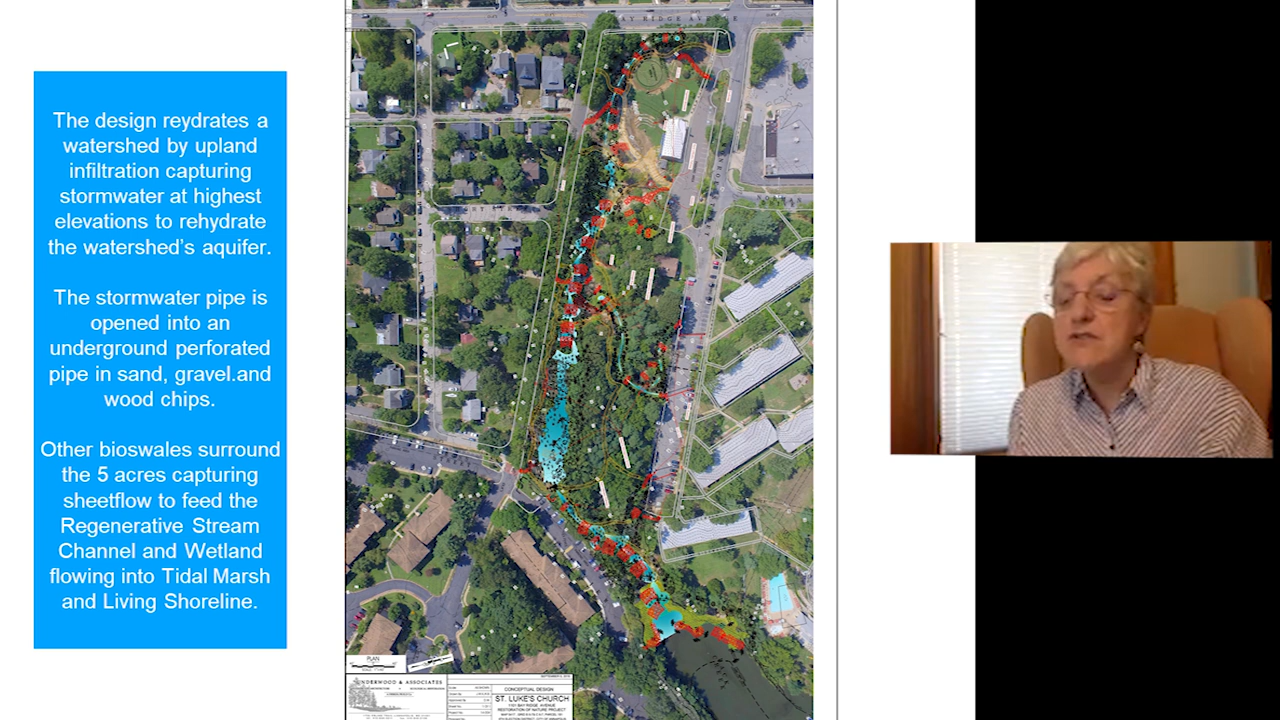 The design reydrates a
watershed by upland
infiltration capturing
stormwater at highest
elevations to rehydrate
the watershed's aquifer.
The stormwater pipe is
opened into an
underground perforated
pipe in sand, gravel.and
wood chips.
Other bioswales surround
the 5 acres capturing
sheetflow to feed the
Regenerative Stream
Channel and Wetland
flowing into Tidal Marsh
and Living Shoreline.
RIDGE AVENUE
PLAN
& ASSOCIATES
CONCEPTUAL DESIGN
ST. LUKE'S CHURCH
1101 BAY RIDGE AVENUE
RESTORATION OF NATURE PROJECT